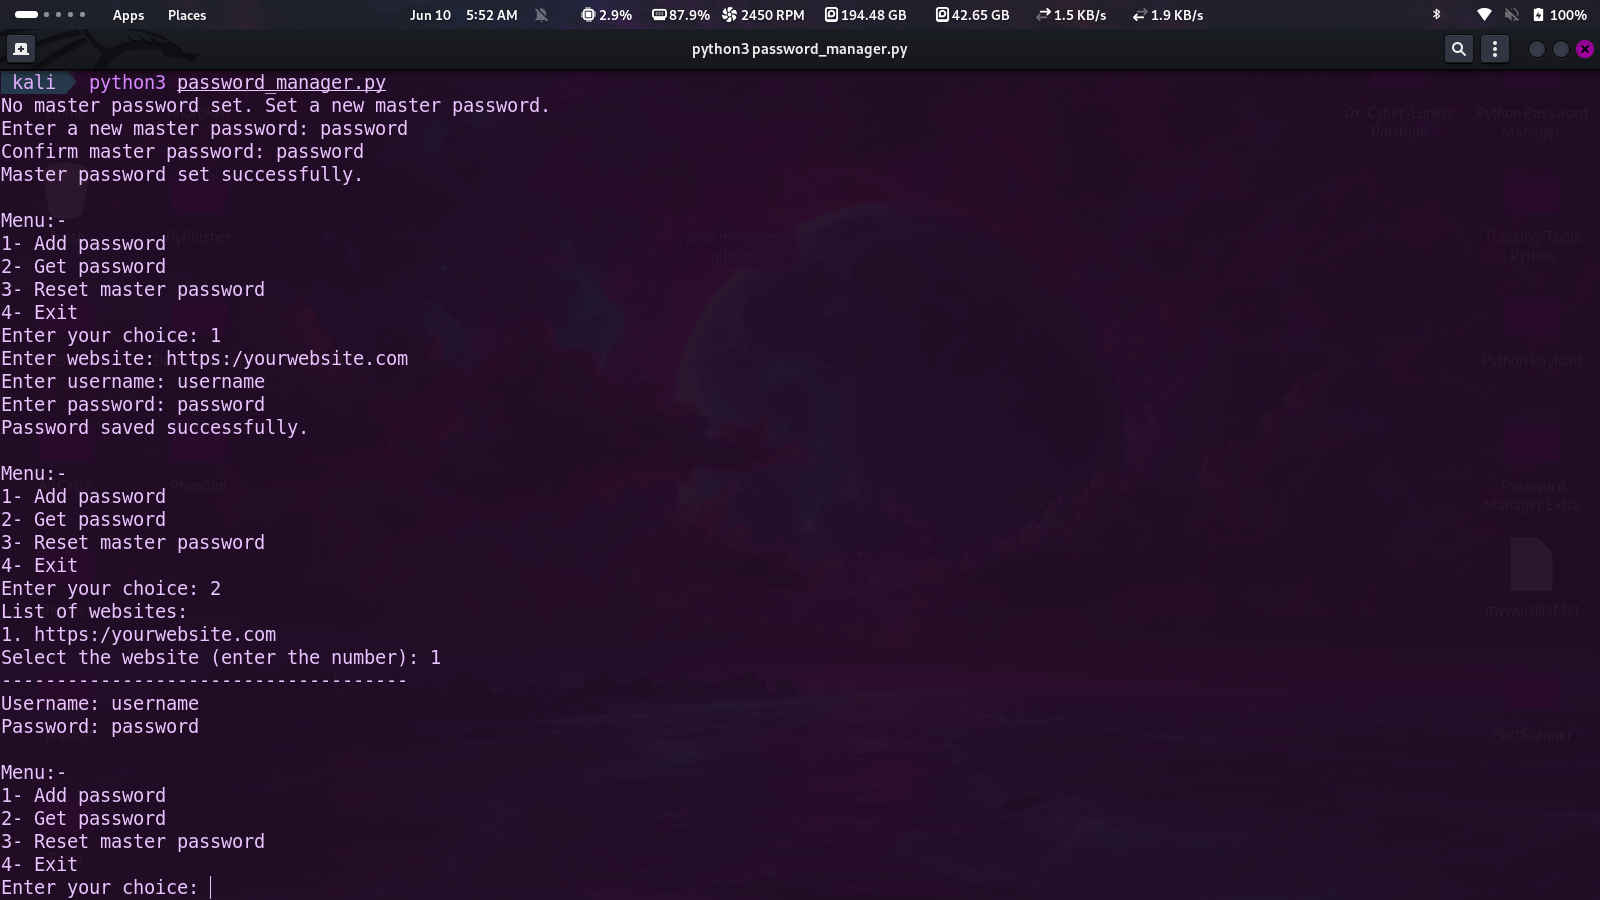 Apps Places Jun 10 5:52 AM 2.9% 87.9% 2450 RPM 194.48 GB 42.65 GB 1.5 KB/s 1.9 KB/s 100%
python3 password_manager.py
kali python3 password_manager.py
No master password set. Set a new master password.
Enter a new master password: password
Confirm master password: password
Master password set successfully.
Menu:-
1- Add password
2- Get password
3- Reset master password
4- Exit
Enter your choice: 1
Enter website: https:/yourwebsite.com
Enter username: username
Enter password: password
Password saved successfully.
Menu:-
1- Add password
2- Get password
3- Reset master password
4- Exit
Enter your choice: 2
List of websites:
1. https:/yourwebsite.com
Select the website (enter the number): 1
-------------------------------------
Username: username
Password: password
Menu:-
1- Add password
2- Get password
3- Reset master password
4- Exit
Enter your choice:
0x-Cyber-Luner☓
Portfolio
Python Password
Manager
PyPhisher
pass manager
gihtub
Tracking-Tools
Python
Python Payload
PhonSint
Password
Manager Extra
mywordlist.txt
PortScanner